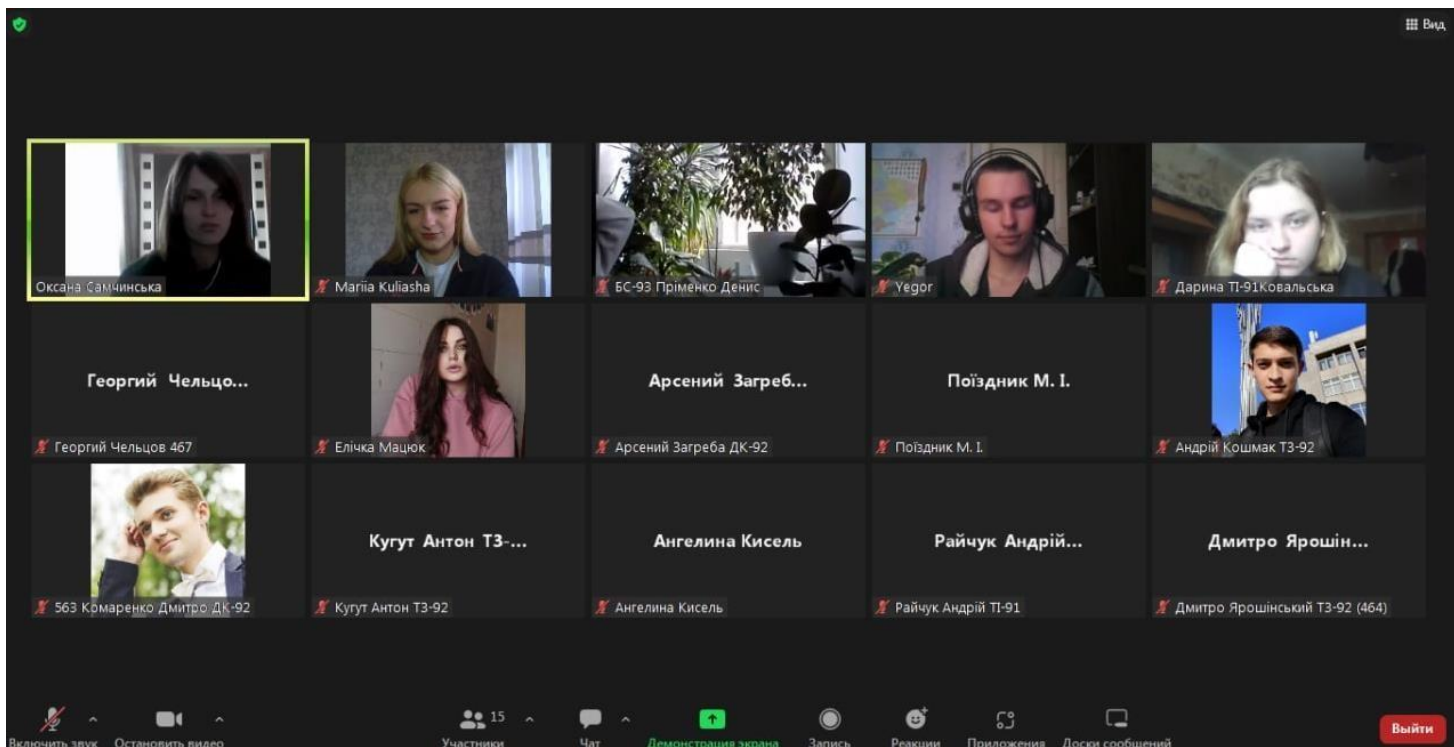 Вид
Оксана Самчинська
Mariia Kuliasha
БС-93 Пріменко Денис
Yegor
Дарина ТІ-91Ковальська
Георгий Чельцо...
Арсений Загреб...
Поїздник М. І.
Георгий Чельцов 467
Елічка Мацюк
Арсений Загреба ДК-92
Поїздник М. І.
Андрій Кошмак ТЗ-92
Кугут Антон ТЗ-...
Ангелина Кисель
Райчук Андрій...
Дмитро Ярошін...
563 Комаренко Дмитро ДК-92
Кугут Антон ТЗ-92
Ангелина Кисель
Райчук Андрій ТІ-91
Дмитро Ярошінський ТЗ-92 (464)
15
Включить звук
Остановить видео
Участники
Чат
Демонстрация экрана
Запись
Реакции
Приложения
Доски сообщений
Выйти